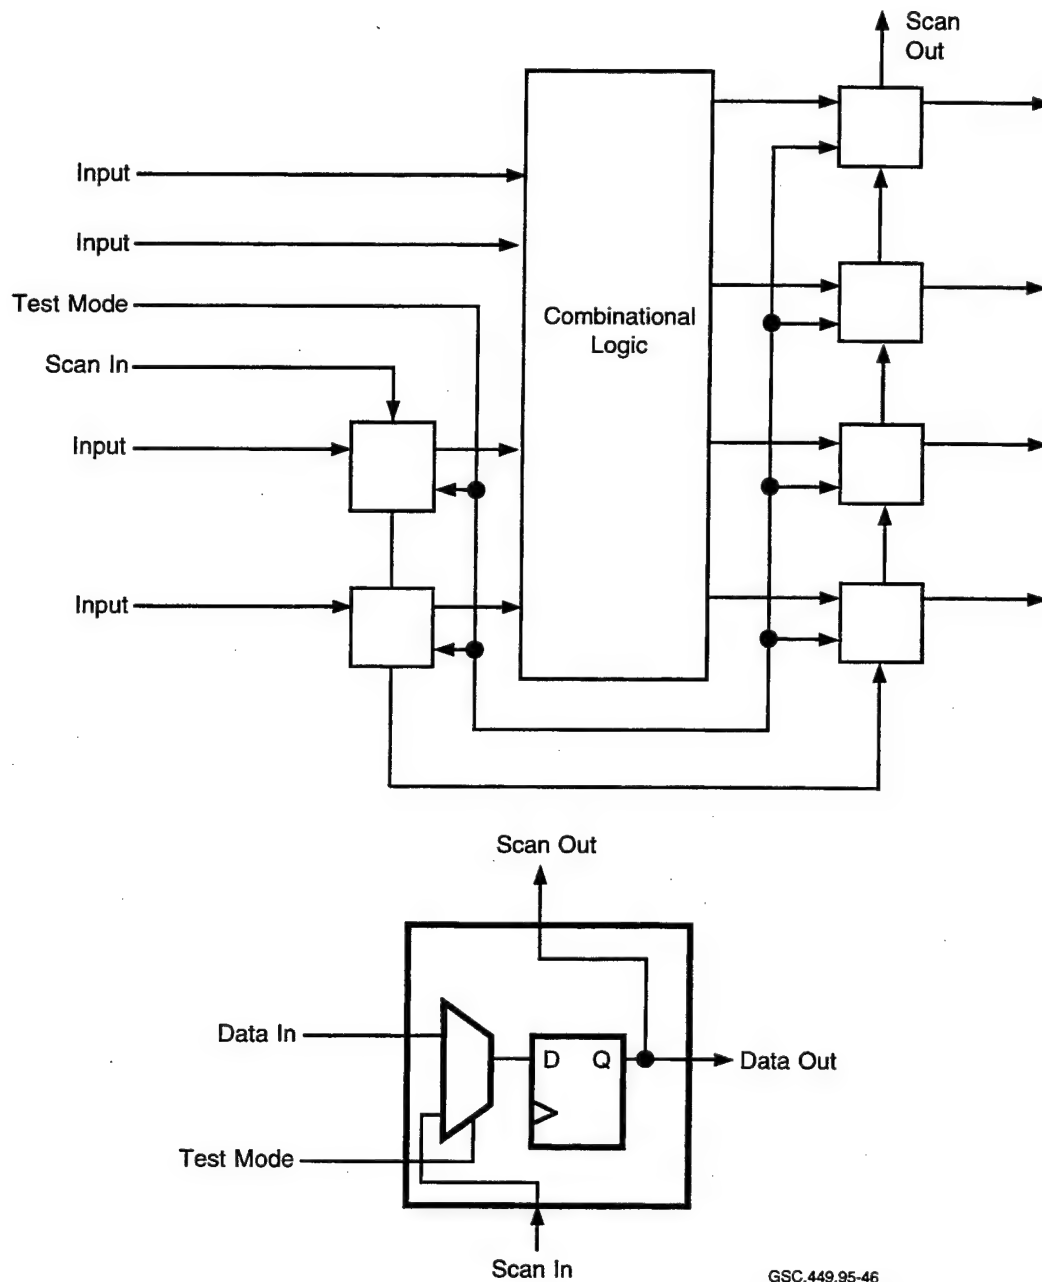 Scan
Out
Input
Input
Test Mode
Combinational
Logic
Scan In
Input
Input
Scan Out
D Q
Data In
Data Out
Test Mode
Scan In
GSC.449.95-46